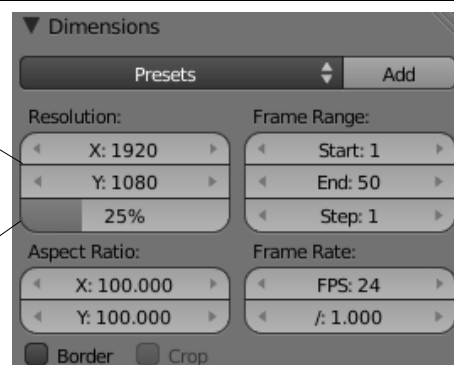 Dimensions
Presets Add
Resolution: Frame Range:
X: 1920 Start: 1
Y: 1080 End: 50
25% Step: 1
Aspect Ratio: Frame Rate:
X: 100.000 FPS: 24
Y: 100.000 /: 1.000
Border Crop